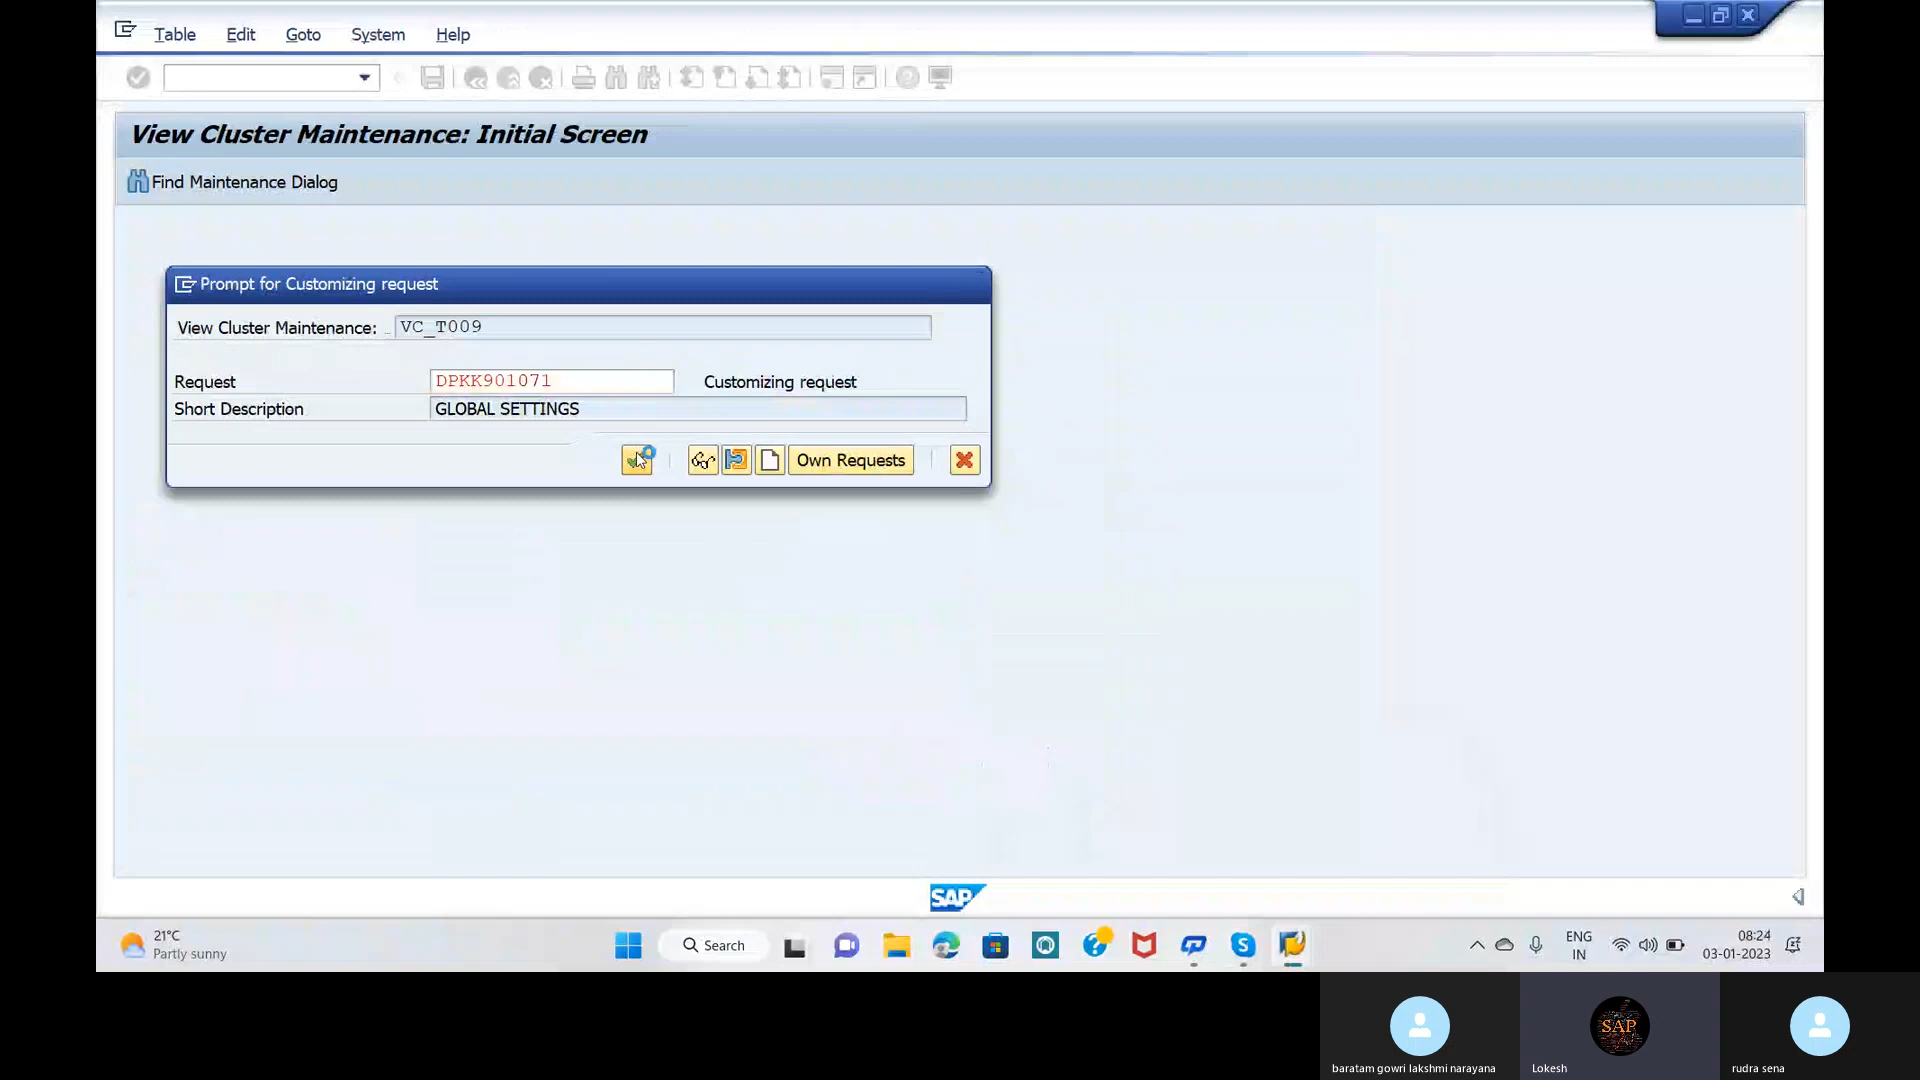 Table Edit Goto System Help
View Cluster Maintenance: Initial Screen
Find Maintenance Dialog
Prompt for Customizing request
View Cluster Maintenance: VC_T009
Request DPKK901071 Customizing request
Short Description GLOBAL SETTINGS
Own Requests
SAP
21°C
Partly sunny
Search
ENG
IN
08:24
03-01-2023
SAP
baratam gowri lakshmi narayana
Lokesh
rudra sena